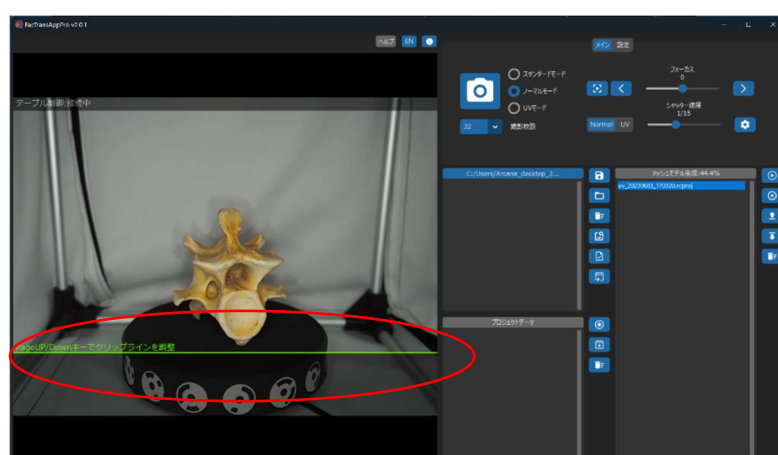 FacTransAppPro v2.0.1
ヘルプ EN
メイン 設定
テーブル制御:接続中
スタンダードモード
ノーマルモード
UVモード
32 撮影枚数
フォーカス
0
シャッター速度
1/15
Normal UV
C:/Users/Arcana_desktop_2...
メッシュモデル生成:44.4%
uv_20230603_170320.rcproj
プロジェクトデータ
PageUP/Downキーでクリップラインを調整